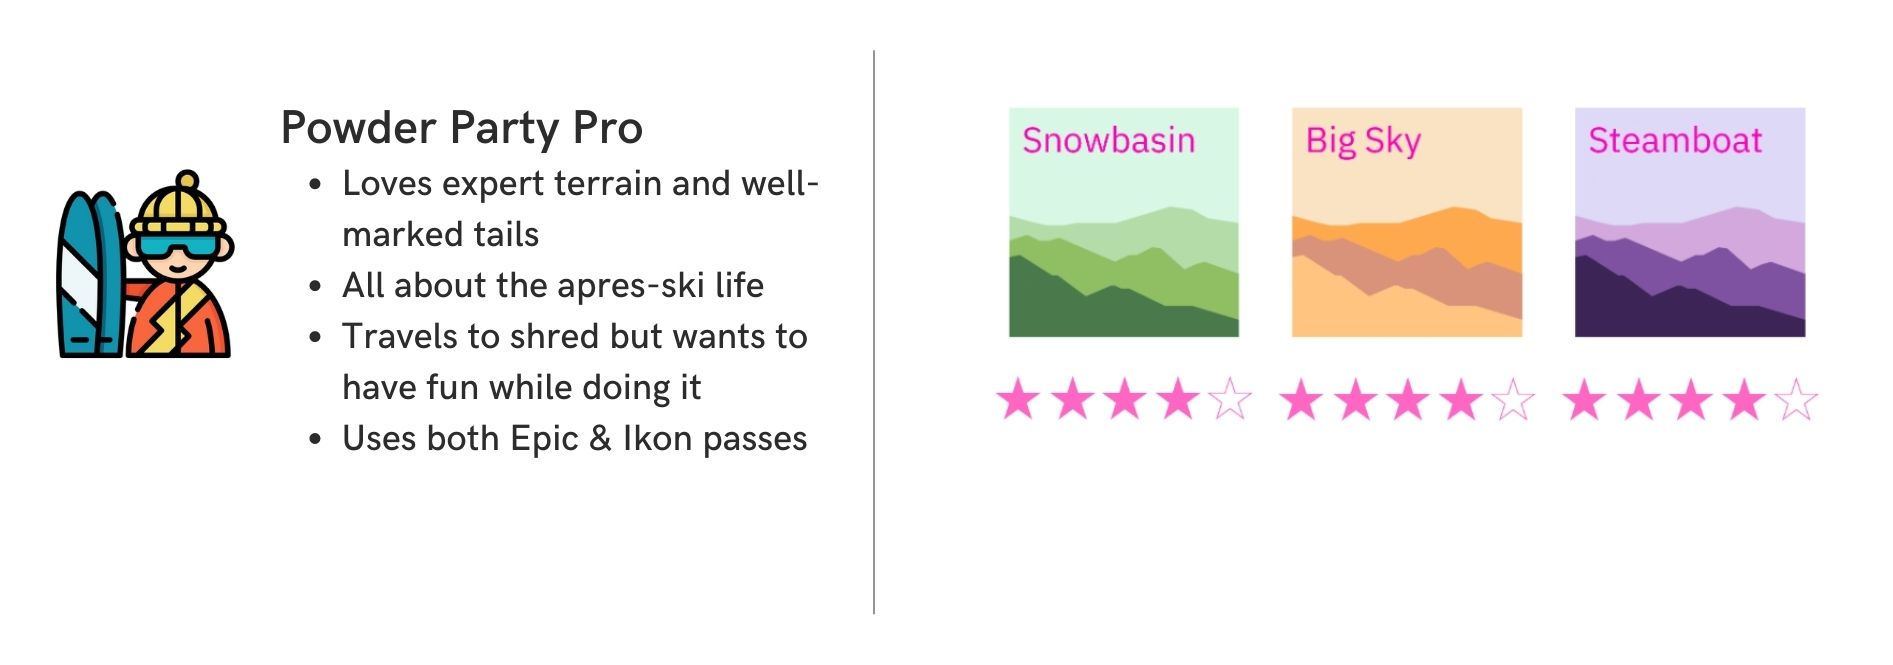 Powder Party Pro
• Loves expert terrain and well-
marked tails
• All about the apres-ski life
• Travels to shred but wants to
have fun while doing it
• Uses both Epic & Ikon passes
Snowbasin
Big Sky
Steamboat